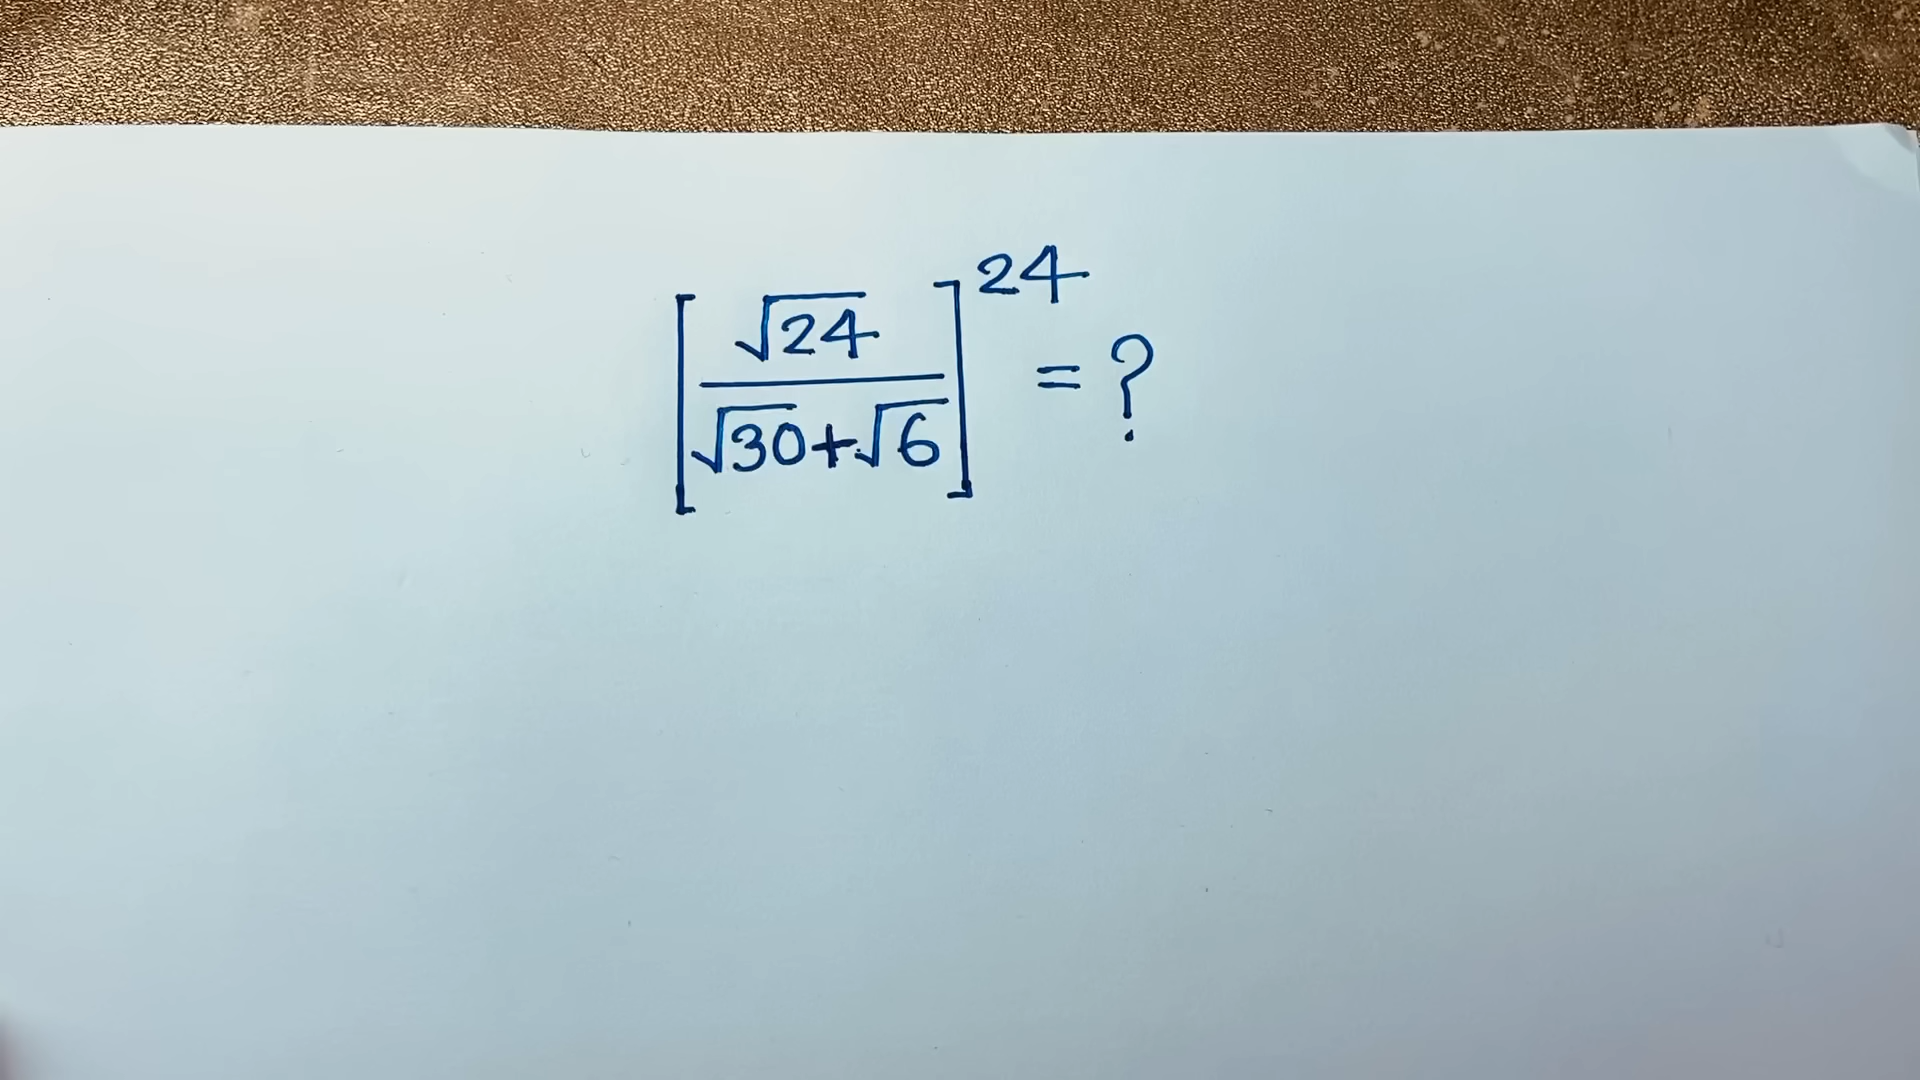 [√24 / (√30+√6)]^24 = ?